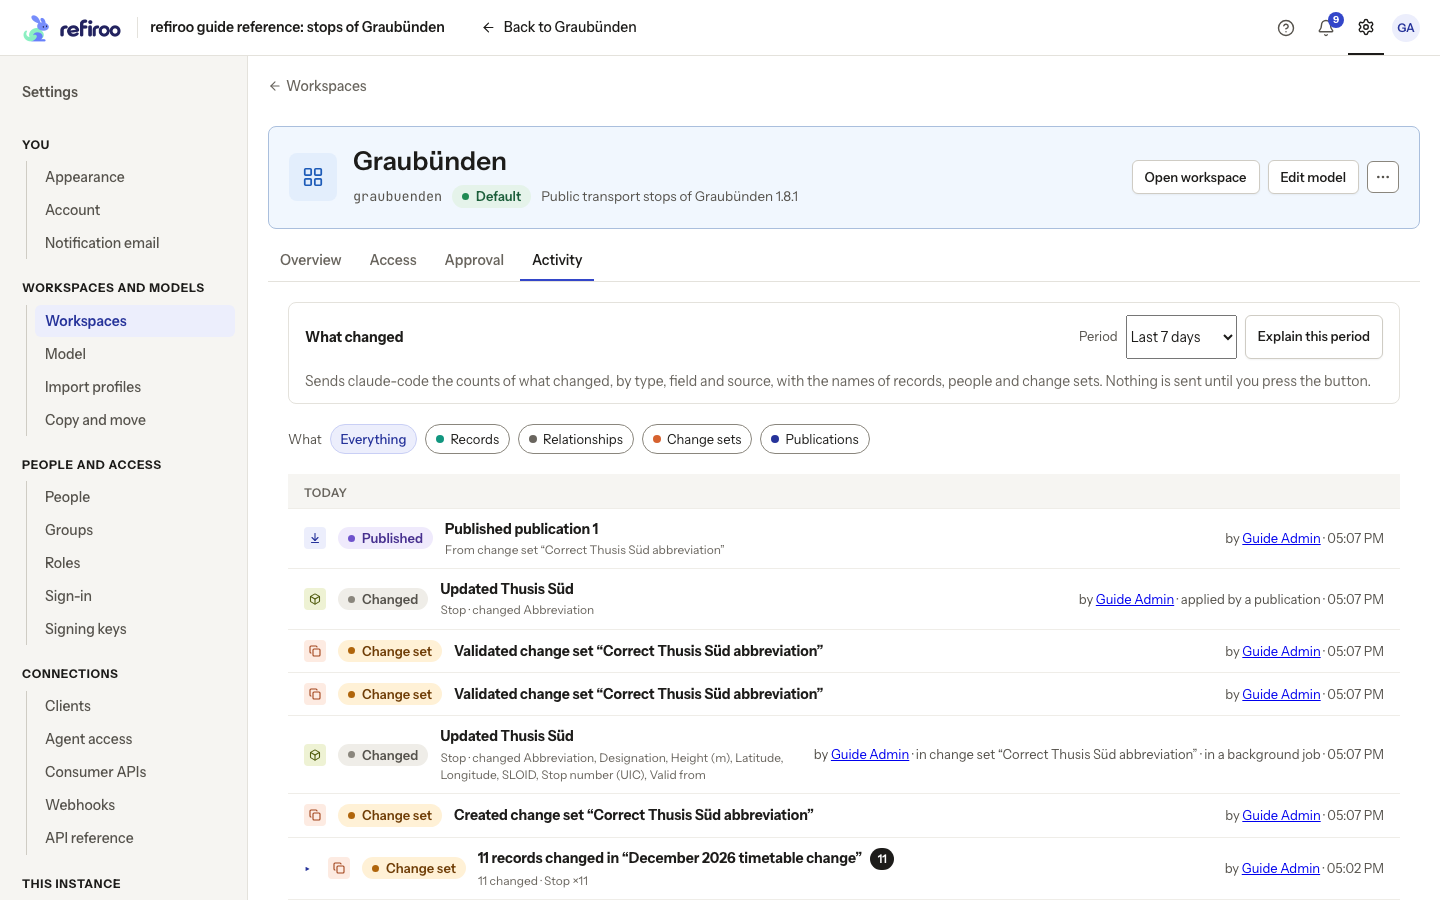 refiroo
refiroo guide reference: stops of Graubünden
← Back to Graubünden
9
GA
Settings
YOU
Appearance
Account
Notification email
WORKSPACES AND MODELS
Workspaces
Model
Import profiles
Copy and move
PEOPLE AND ACCESS
People
Groups
Roles
Sign-in
Signing keys
CONNECTIONS
Clients
Agent access
Consumer APIs
Webhooks
API reference
THIS INSTANCE
← Workspaces
Graubünden
graubuenden Default Public transport stops of Graubünden 1.8.1
Open workspace
Edit model
Overview
Access
Approval
Activity
What changed
Period
Last 7 days
Explain this period
Sends claude-code the counts of what changed, by type, field and source, with the names of records, people and change sets. Nothing is sent until you press the button.
What
Everything
Records
Relationships
Change sets
Publications
TODAY
Published
Published publication 1
From change set “Correct Thusis Süd abbreviation”
by Guide Admin · 05:07 PM
Changed
Updated Thusis Süd
Stop · changed Abbreviation
by Guide Admin · applied by a publication · 05:07 PM
Change set
Validated change set “Correct Thusis Süd abbreviation”
by Guide Admin · 05:07 PM
Change set
Validated change set “Correct Thusis Süd abbreviation”
by Guide Admin · 05:07 PM
Changed
Updated Thusis Süd
Stop · changed Abbreviation, Designation, Height (m), Latitude,
Longitude, SLOID, Stop number (UIC), Valid from
by Guide Admin · in change set “Correct Thusis Süd abbreviation” · in a background job · 05:07 PM
Change set
Created change set “Correct Thusis Süd abbreviation”
by Guide Admin · 05:07 PM
Change set
11 records changed in “December 2026 timetable change” 11
11 changed · Stop ×11
by Guide Admin · 05:02 PM